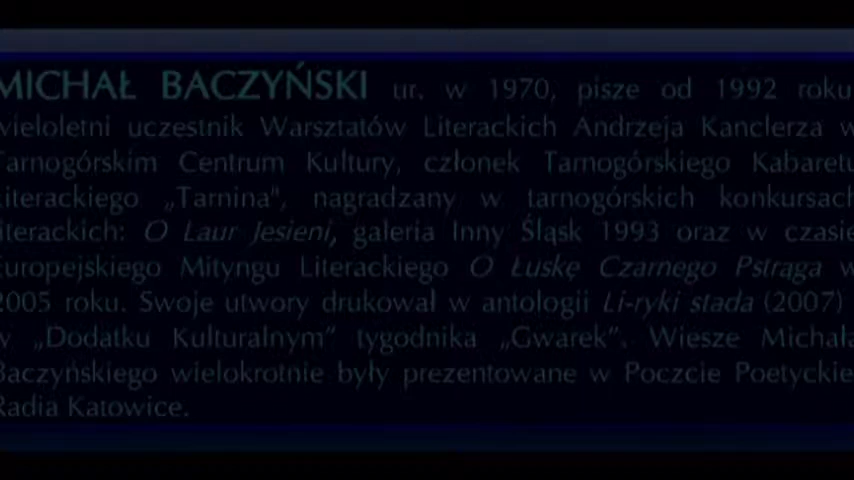 MICHAŁ BACZYŃSKI ur. w 1970, pisze od 1992 roku
wieloletni uczestnik Warsztatów Literackich Andrzeja Kanclerza w
Tarnogórskim Centrum Kultury, członek Tarnogórskiego Kabaretu
Literackiego „Tarnina”, nagradzany w tarnogórskich konkursach
literackich: O Laur Jesieni, galeria Inny Śląsk 1993 oraz w czasie
Europejskiego Mityngu Literackiego O Łuskę Czarnego Pstrąga w
2005 roku. Swoje utwory drukował w antologii Li-ryki stada (2007)
w „Dodatku Kulturalnym” tygodnika „Gwarek”. Wiesze Michała
Baczyńskiego wielokrotnie były prezentowane w Poczcie Poetyckiej
Radia Katowice.